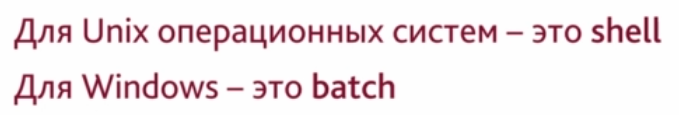 Для Unix операционных систем – это shell
Для Windows – это batch